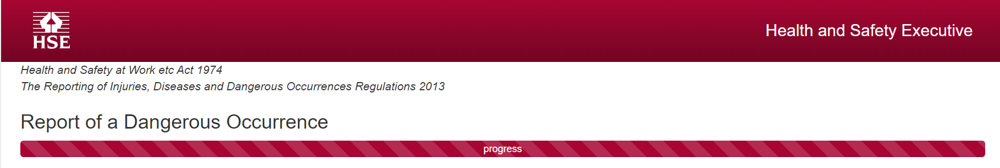 HSE
Health and Safety Executive
Health and Safety at Work etc Act 1974
The Reporting of Injuries, Diseases and Dangerous Occurrences Regulations 2013
Report of a Dangerous Occurrence
progress